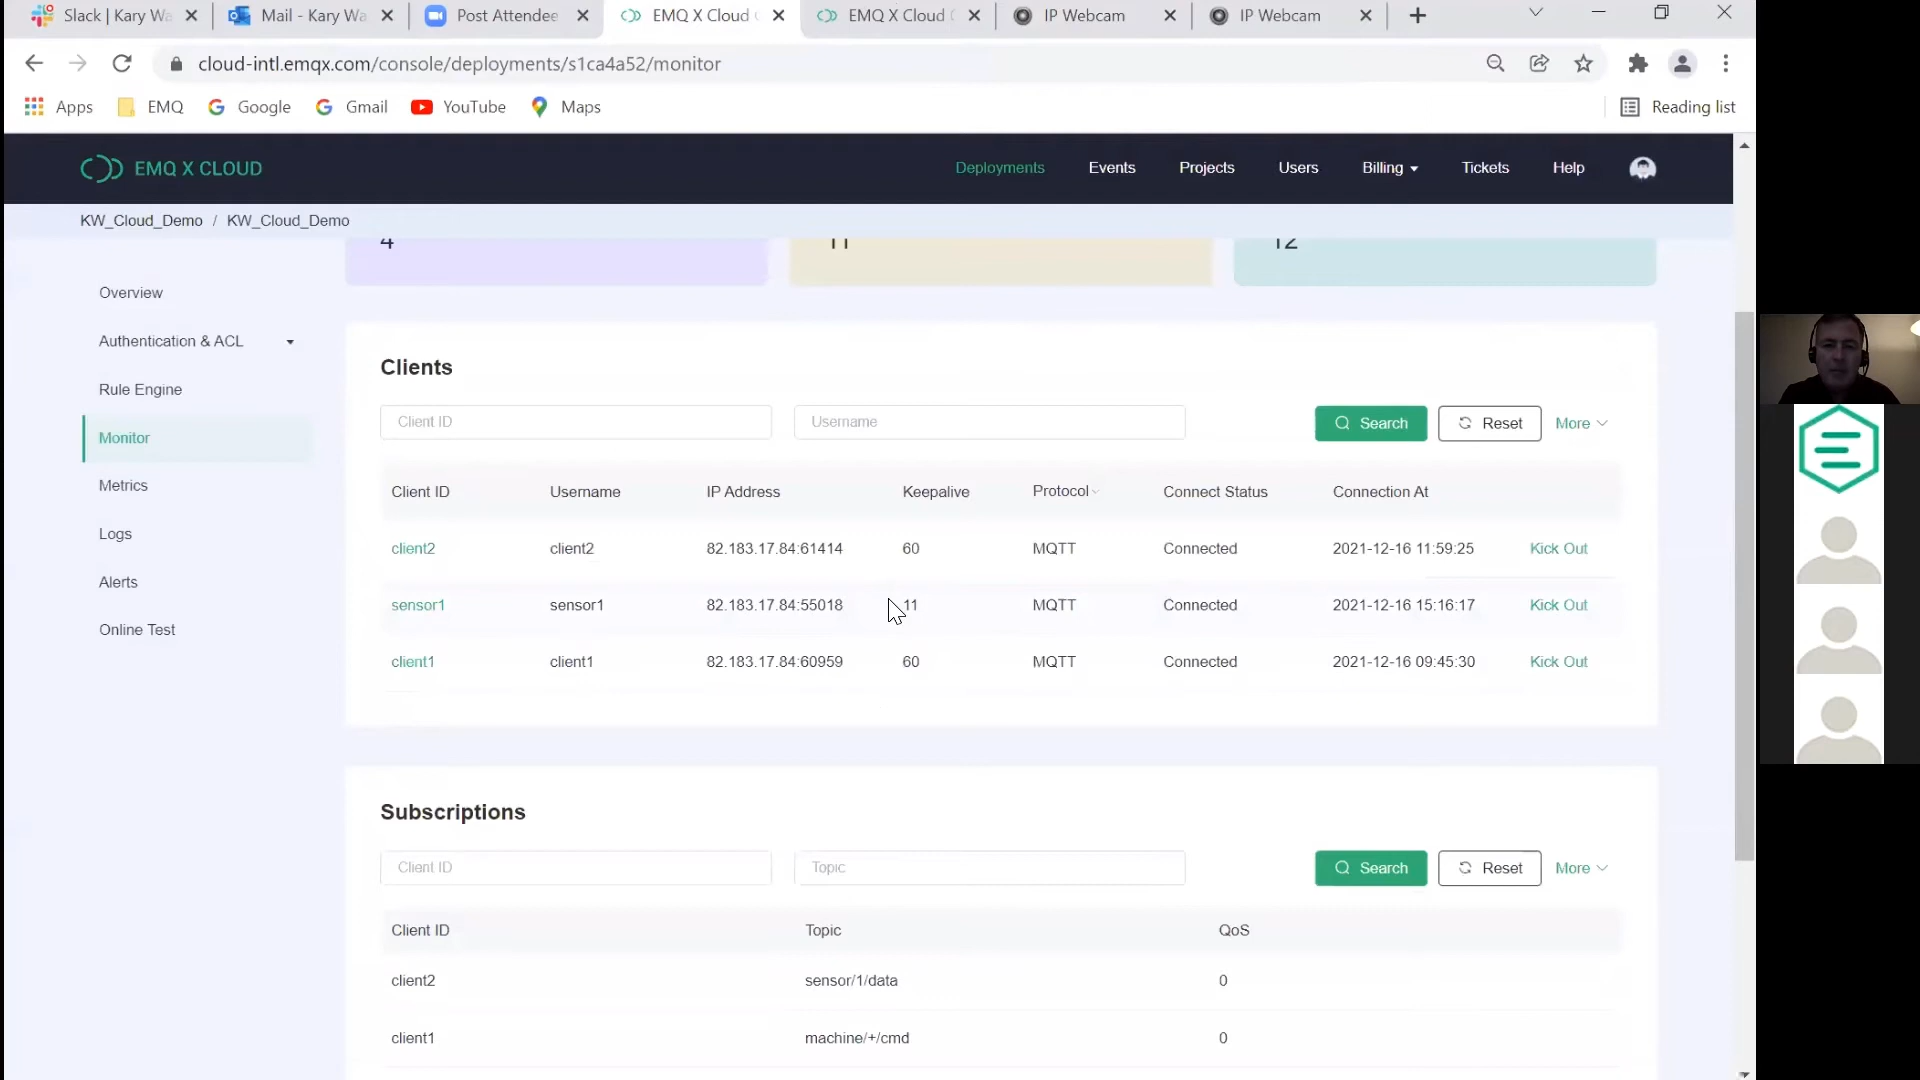 Slack | Kary Wa
Mail - Kary Wa
Post Attendee
EMQ X Cloud
EMQ X Cloud
IP Webcam
IP Webcam
cloud-intl.emqx.com/console/deployments/s1ca4a52/monitor
Apps EMQ Google Gmail YouTube Maps Reading list
EMQ X CLOUD Deployments Events Projects Users Billing Tickets Help
KW_Cloud_Demo / KW_Cloud_Demo
4 11 12
Overview
Authentication & ACL
Rule Engine
Monitor
Metrics
Logs
Alerts
Online Test
Clients
Client ID Username Search Reset More
Client ID Username IP Address Keepalive Protocol Connect Status Connection At
client2 client2 82.183.17.84:61414 60 MQTT Connected 2021-12-16 11:59:25 Kick Out
sensor1 sensor1 82.183.17.84:55018 11 MQTT Connected 2021-12-16 15:16:17 Kick Out
client1 client1 82.183.17.84:60959 60 MQTT Connected 2021-12-16 09:45:30 Kick Out
Subscriptions
Client ID Topic Search Reset More
Client ID Topic QoS
client2 sensor/1/data 0
client1 machine/+/cmd 0